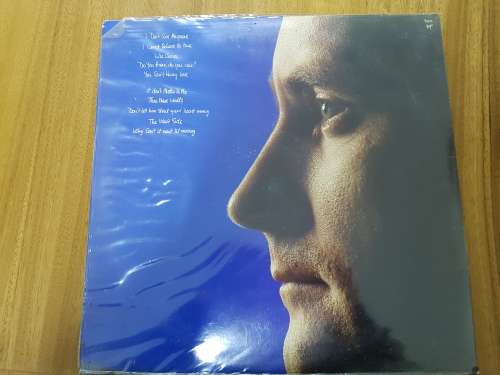 I Don't Care Anymore
I Cannot Believe it's True
Like China
"Do you know, do you care?"
You Can't Hurry Love
It don't Matter to Me
Thru These Walls
Don't let him Steal your heart away
The West Side
Why Can't it wait 'til morning